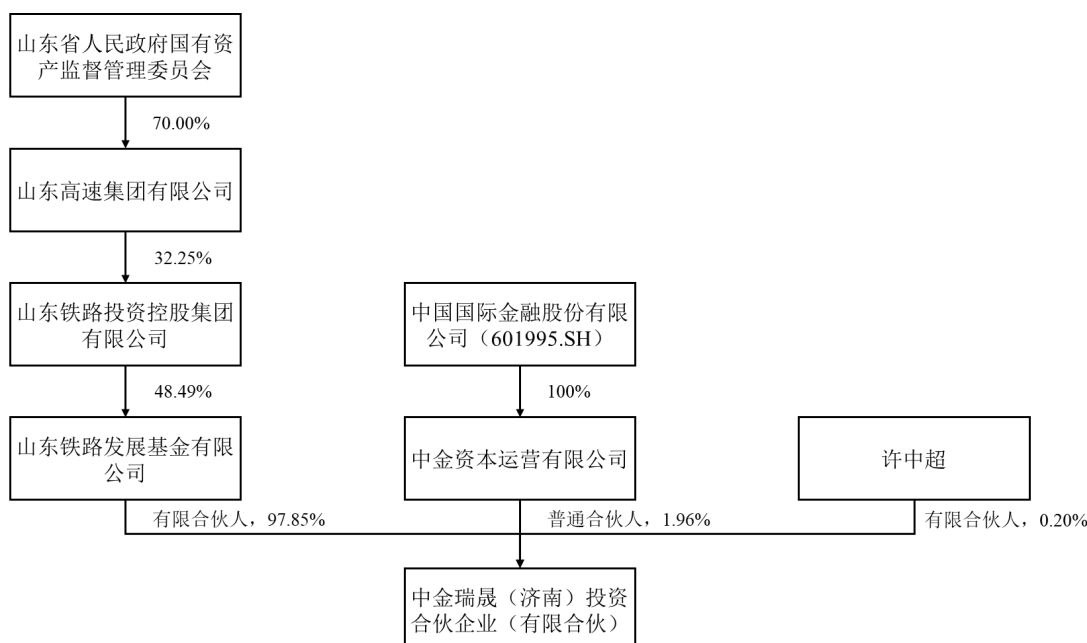 山东省人民政府国有资
产监督管理委员会
70.00%
山东高速集团有限公司
32.25%
山东铁路投资控股集团
有限公司
中国国际金融股份有限
公司（601995.SH）
48.49%
100%
山东铁路发展基金有限
公司
中金资本运营有限公司
许中超
有限合伙人，97.85%
普通合伙人，1.96%
有限合伙人，0.20%
中金瑞晟（济南）投资
合伙企业（有限合伙）